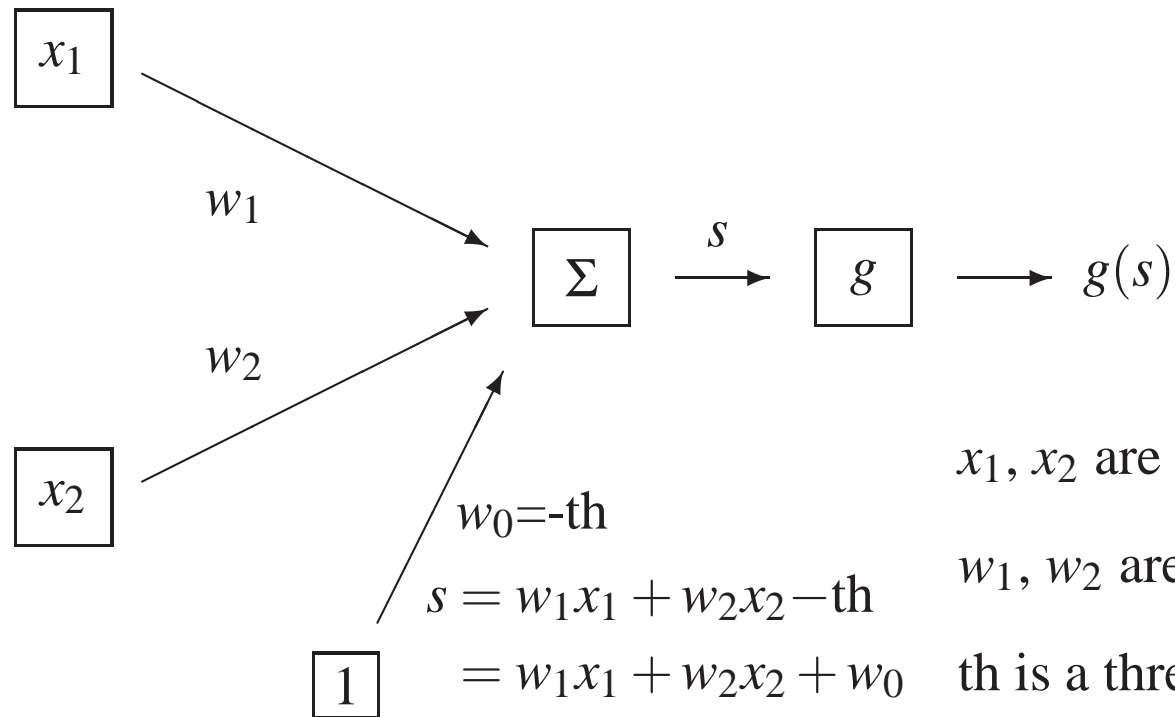 x₁
w₁
s
Σ
g
g(s)
w₂
x₂
x₁, x₂ are
w₀=-th
w₁, w₂ are
s = w₁x₁ + w₂x₂−th
1
= w₁x₁ + w₂x₂ + w₀
th is a